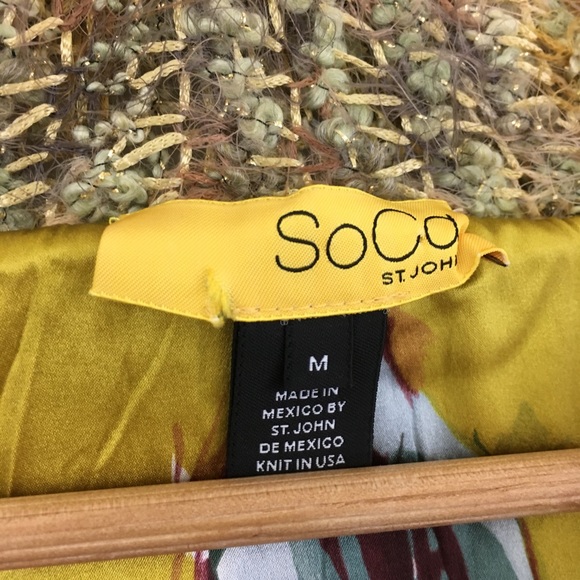 SoCo
ST. JOH
M
MADE IN
MEXICO BY
ST. JOHN
DE MEXICO
KNIT IN USA